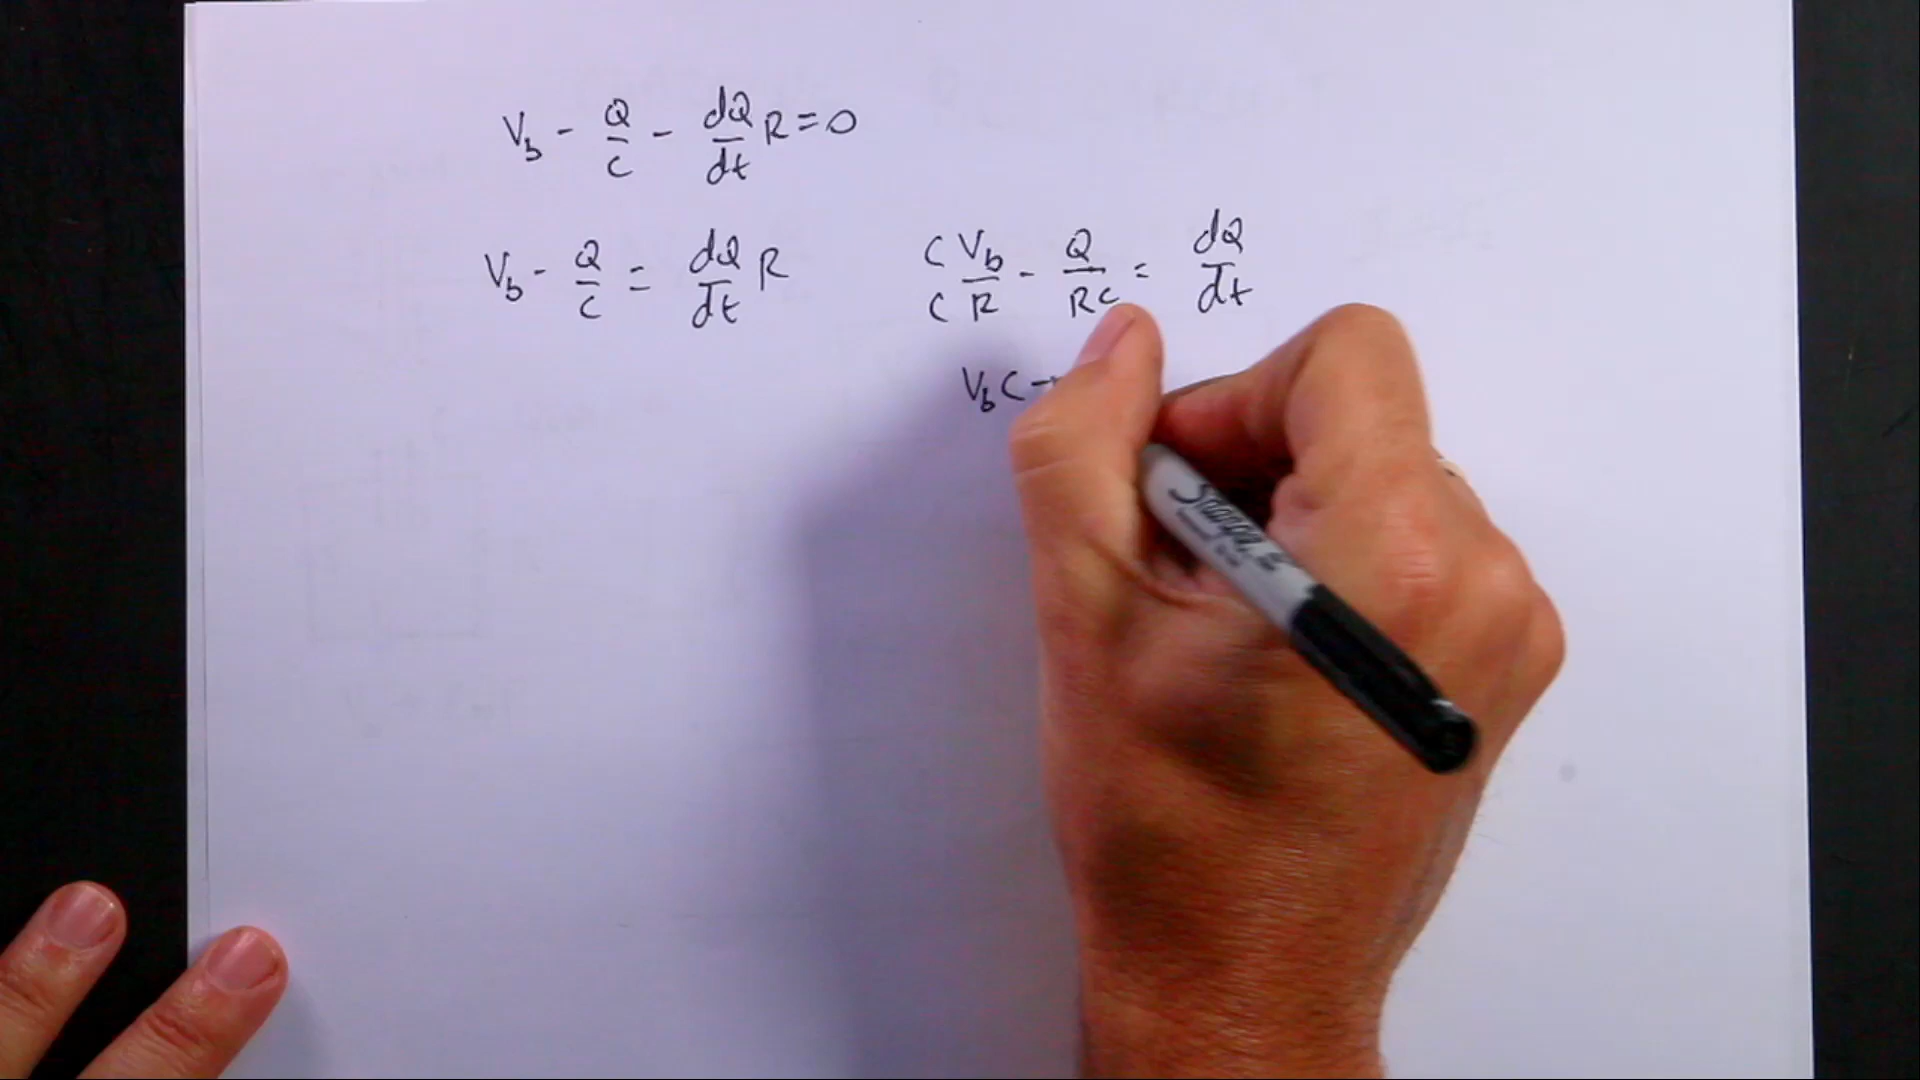 V_b - Q/C - dQ/dt R = 0
V_b - Q/C = dQ/dt R
C/C V_b/R - Q/RC = dQ/dt
V_b C -